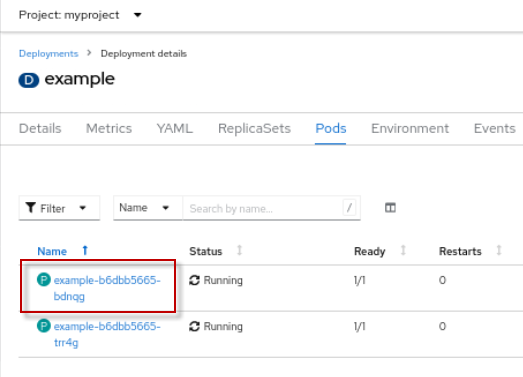 Project: myproject
Deployments > Deployment details
D example
Details Metrics YAML ReplicaSets Pods Environment Events
Filter Name Search by name... /
Name Status Ready Restarts
P example-b6dbb5665- Running 1/1 0
bdnqg
P example-b6dbb5665- Running 1/1 0
trr4g